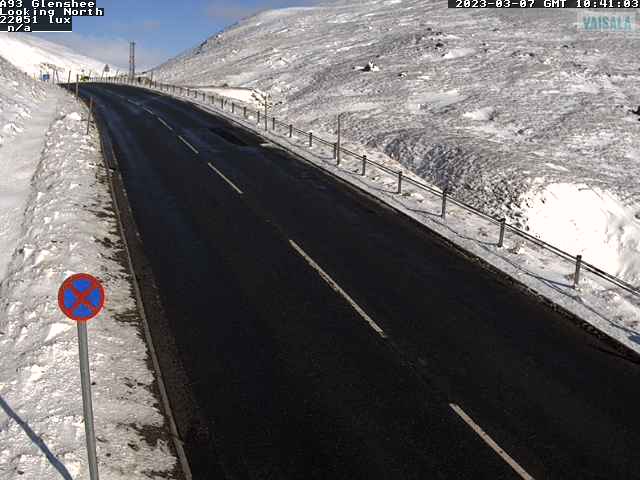 A93 Glenshee
Looking North
22051 lux
n/a
2023-03-07 GMT 10:41:03
VAISALA